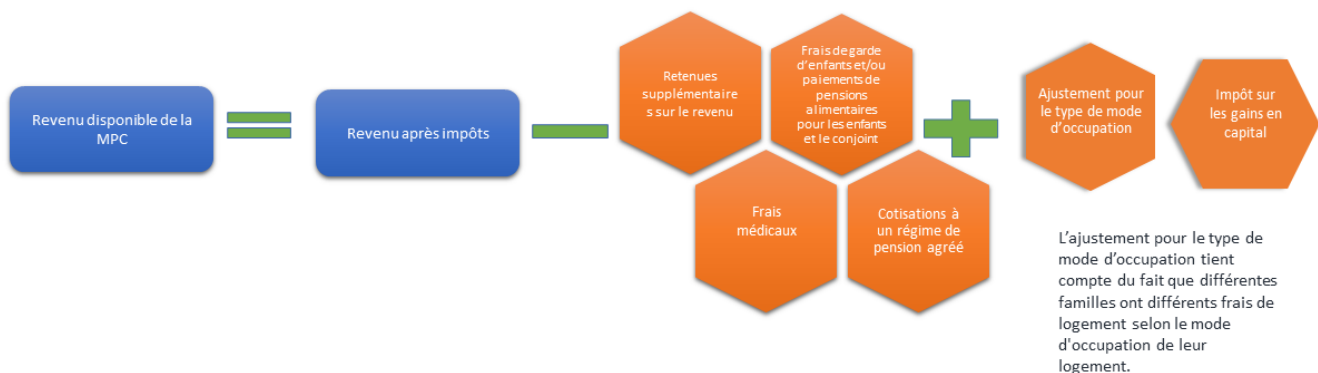 Revenu disponible de la
MPC
Revenu après impôts
Retenues
supplémentaire
s sur le revenu
Frais de garde
d'enfants et/ou
paiements de
pensions
alimentaires
pour les enfants
et le conjoint
Frais
médicaux
Cotisations à
un régime de
pension agréé
Ajustement pour
le type de mode
d'occupation
Impôt sur
les gains en
capital
L'ajustement pour le type de
mode d'occupation tient
compte du fait que différentes
familles ont différents frais de
logement selon le mode
d'occupation de leur
logement.